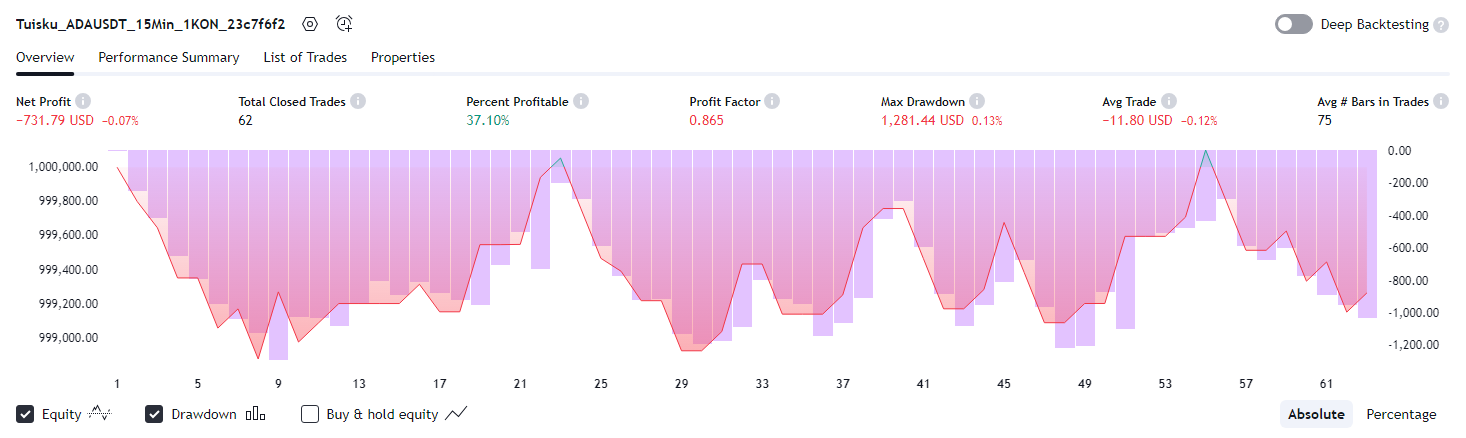 Tuisku_ADAUSDT_15Min_1KON_23c7f6f2 Deep Backtesting
Overview Performance Summary List of Trades Properties
Net Profit Total Closed Trades Percent Profitable Profit Factor Max Drawdown Avg Trade Avg # Bars in Trades
−731.79 USD −0.07% 62 37.10% 0.865 1,281.44 USD 0.13% −11.80 USD −0.12% 75
1,000,000.00
999,800.00
999,600.00
999,400.00
999,200.00
999,000.00
0.00
-200.00
-400.00
-600.00
-800.00
-1,000.00
-1,200.00
1 5 9 13 17 21 25 29 33 37 41 45 49 53 57 61
Equity Drawdown Buy & hold equity Absolute Percentage